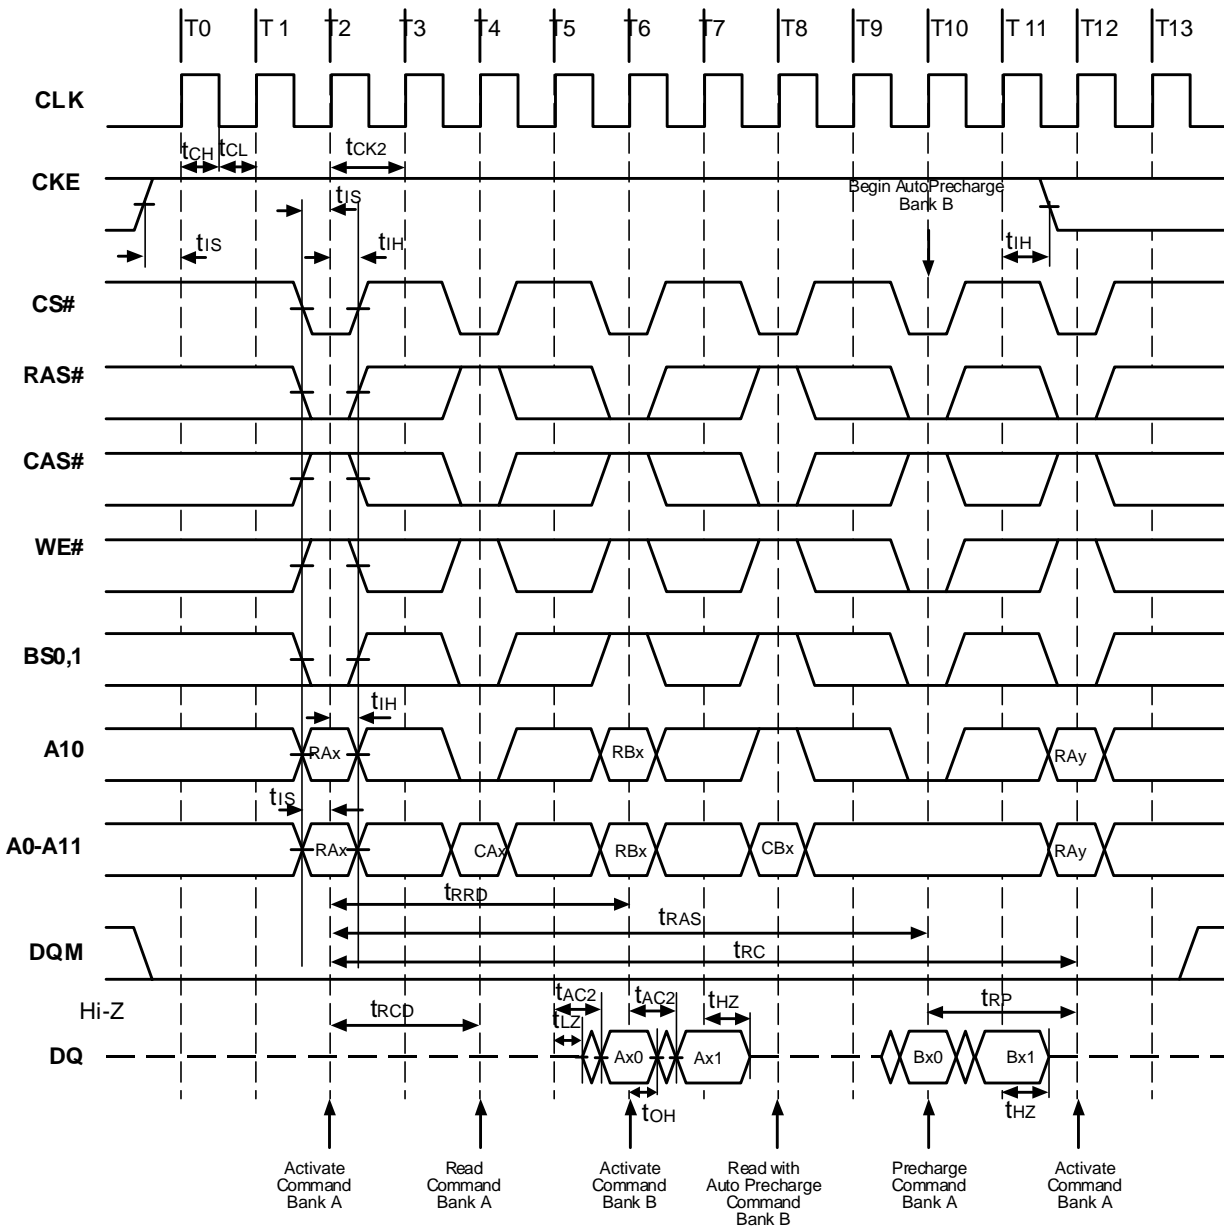 T0 T 1 T2 T3 T4 T5 T6 T7 T8 T9 T10 T 11 T12 T13
CLK
tCH tCL tCK2
CKE
Begin AutoPrecharge
Bank B
tIS
tIS tIH tIH
CS#
RAS#
CAS#
WE#
BS0,1
tIH
A10
RAx RBx RAy
tIS
A0-A11
RAx CAx RBx CBx RAy
tRRD
tRAS
DQM
tRC
Hi-Z
tRCD tAC2 tAC2 tHZ tRP
tLZ
DQ
Ax0 Ax1 Bx0 Bx1
tOH tHZ
Activate
Command
Bank A
Read
Command
Bank A
Activate
Command
Bank B
Read with
Auto Precharge
Command
Bank B
Precharge
Command
Bank A
Activate
Command
Bank A